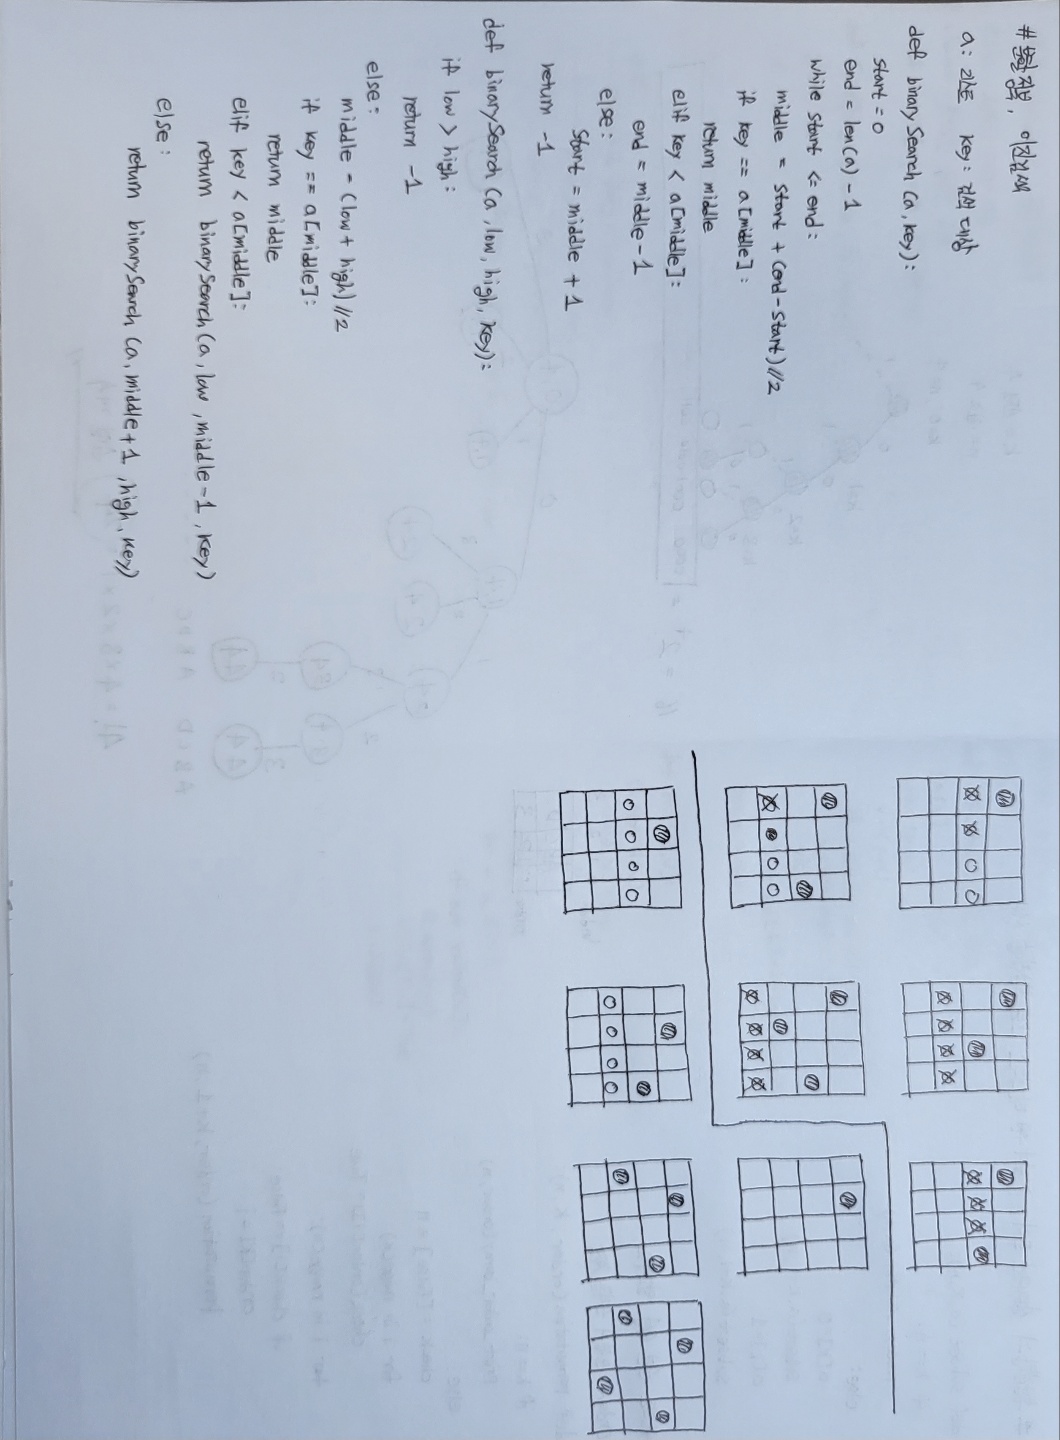 # 분할정복, 이진검색
a: 리스트 key: 검색 대상
def binarySearch (a, key):
start = 0
end = len(a) - 1
while start <= end:
middle = start + (end - start) // 2
if key == a[middle]:
return middle
elif key < a[middle]:
end = middle - 1
else:
start = middle + 1
return -1
def binarySearch (a, low, high, key):
if low > high:
return -1
else:
middle = (low + high) // 2
if key == a[middle]:
return middle
elif key < a[middle]:
return binarySearch (a, low, middle-1, key)
else:
return binarySearch (a, middle+1, high, key)